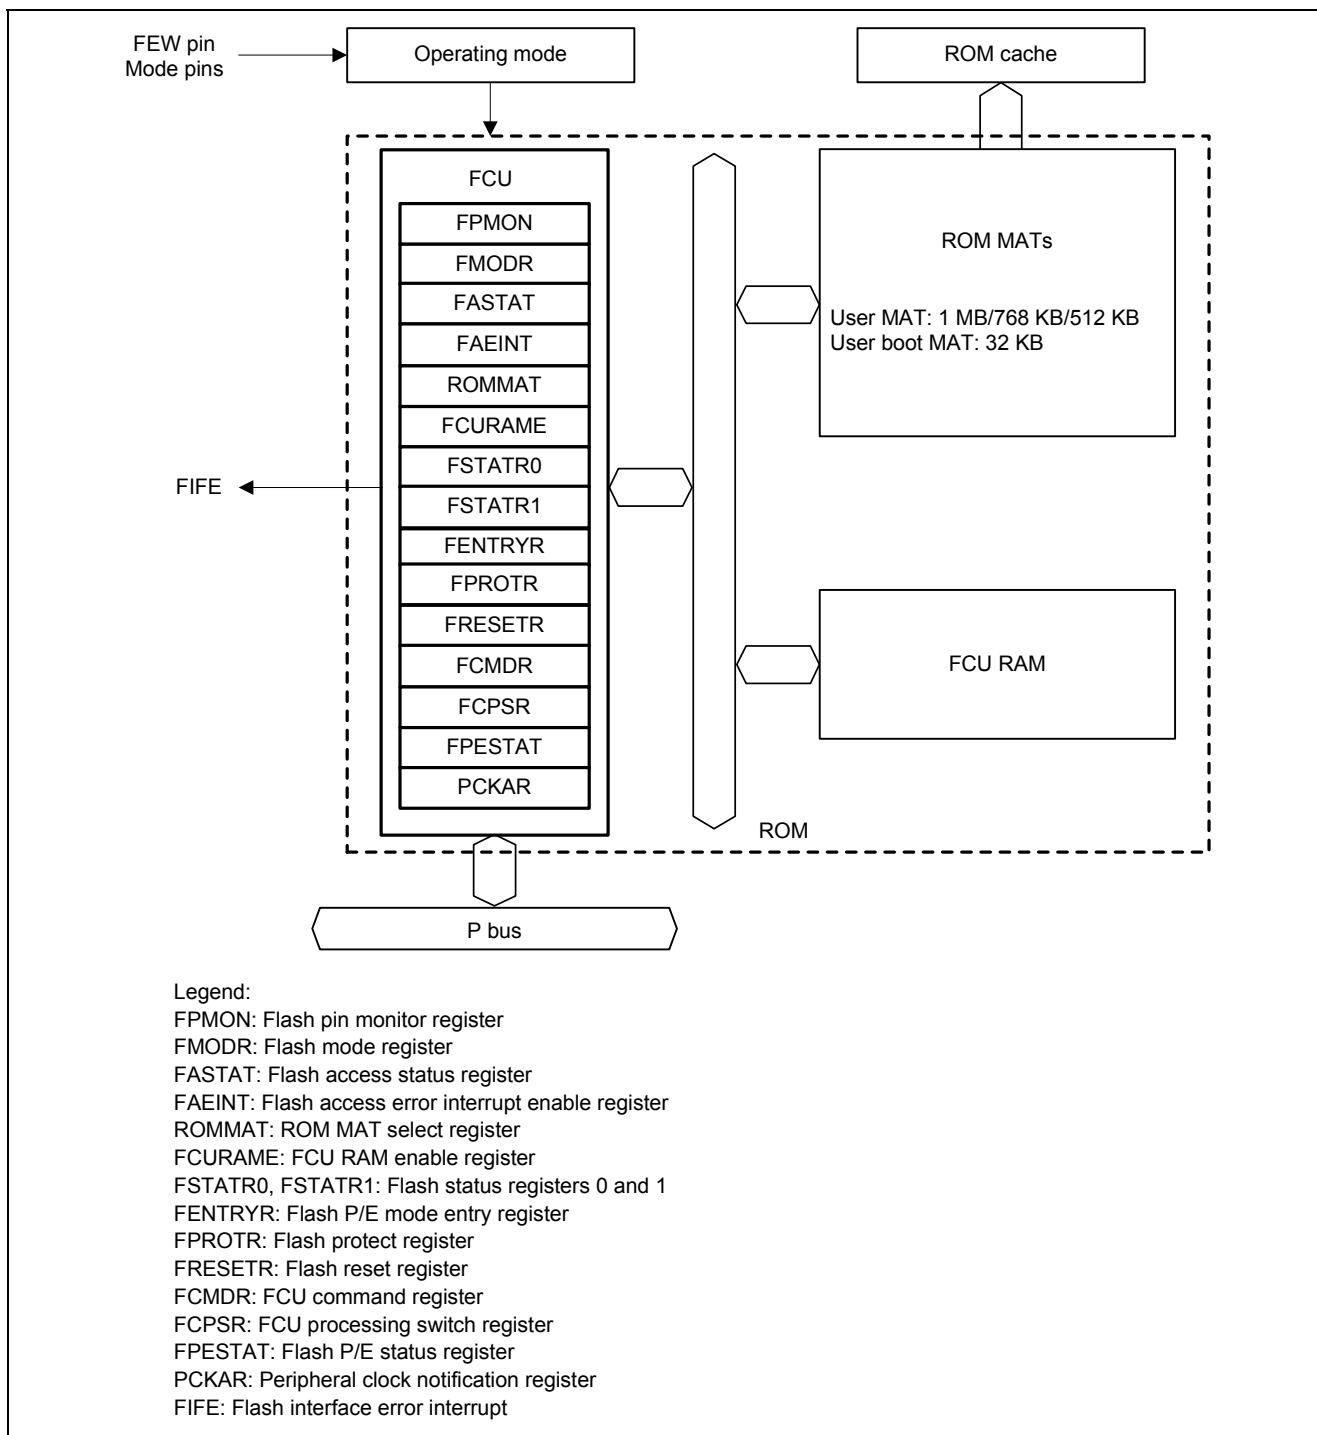 FEW pin
Mode pins
Operating mode
ROM cache
FCU
FPMON
FMODR
FASTAT
FAEINT
ROMMAT
FCURAME
FSTATR0
FSTATR1
FENTRYR
FPROTR
FRESETR
FCMDR
FCPSR
FPESTAT
PCKAR
ROM MATs
User MAT: 1 MB/768 KB/512 KB
User boot MAT: 32 KB
FIFE
FCU RAM
ROM
P bus
Legend:
FPMON: Flash pin monitor register
FMODR: Flash mode register
FASTAT: Flash access status register
FAEINT: Flash access error interrupt enable register
ROMMAT: ROM MAT select register
FCURAME: FCU RAM enable register
FSTATR0, FSTATR1: Flash status registers 0 and 1
FENTRYR: Flash P/E mode entry register
FPROTR: Flash protect register
FRESETR: Flash reset register
FCMDR: FCU command register
FCPSR: FCU processing switch register
FPESTAT: Flash P/E status register
PCKAR: Peripheral clock notification register
FIFE: Flash interface error interrupt